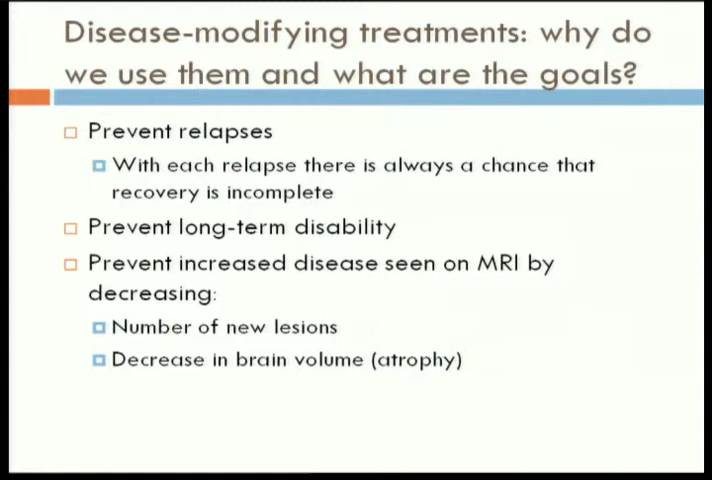 Disease-modifying treatments: why do
we use them and what are the goals?
Prevent relapses
With each relapse there is always a chance that
recovery is incomplete
Prevent long-term disability
Prevent increased disease seen on MRI by
decreasing:
Number of new lesions
Decrease in brain volume (atrophy)